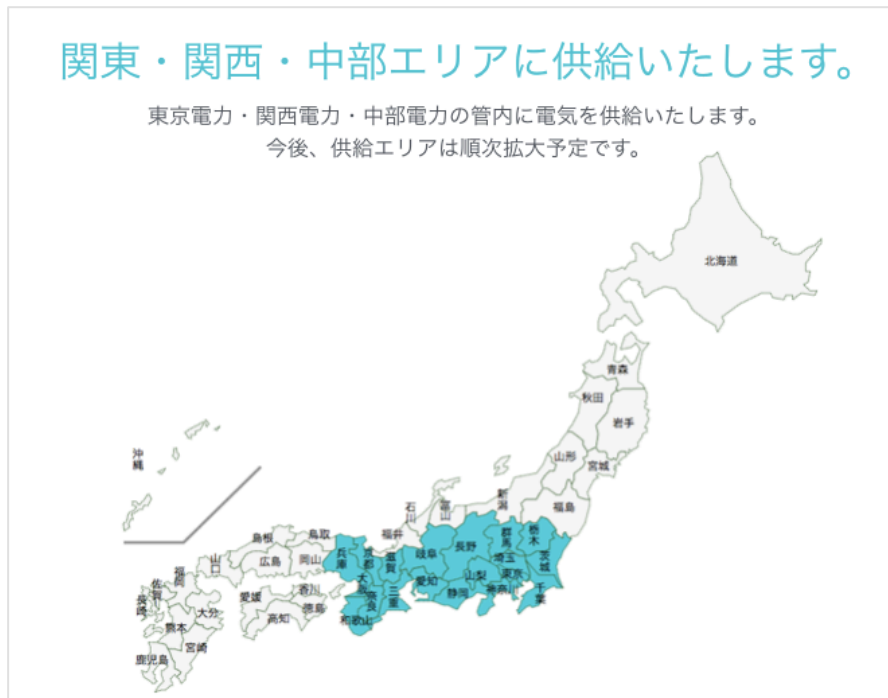 関東・関西・中部エリアに供給いたします。
東京電力・関西電力・中部電力の管内に電気を供給いたします。
今後、供給エリアは順次拡大予定です。
北海道
青森
秋田
岩手
山形
宮城
福島
新潟
富山
石川
福井
沖縄
栃木
群馬
茨城
埼玉
東京
千葉
神奈川
山梨
長野
静岡
岐阜
愛知
三重
滋賀
京都
大阪
奈良
和歌山
兵庫
鳥取
島根
岡山
広島
山口
香川
徳島
愛媛
高知
福岡
佐賀
長崎
大分
熊本
宮崎
鹿児島